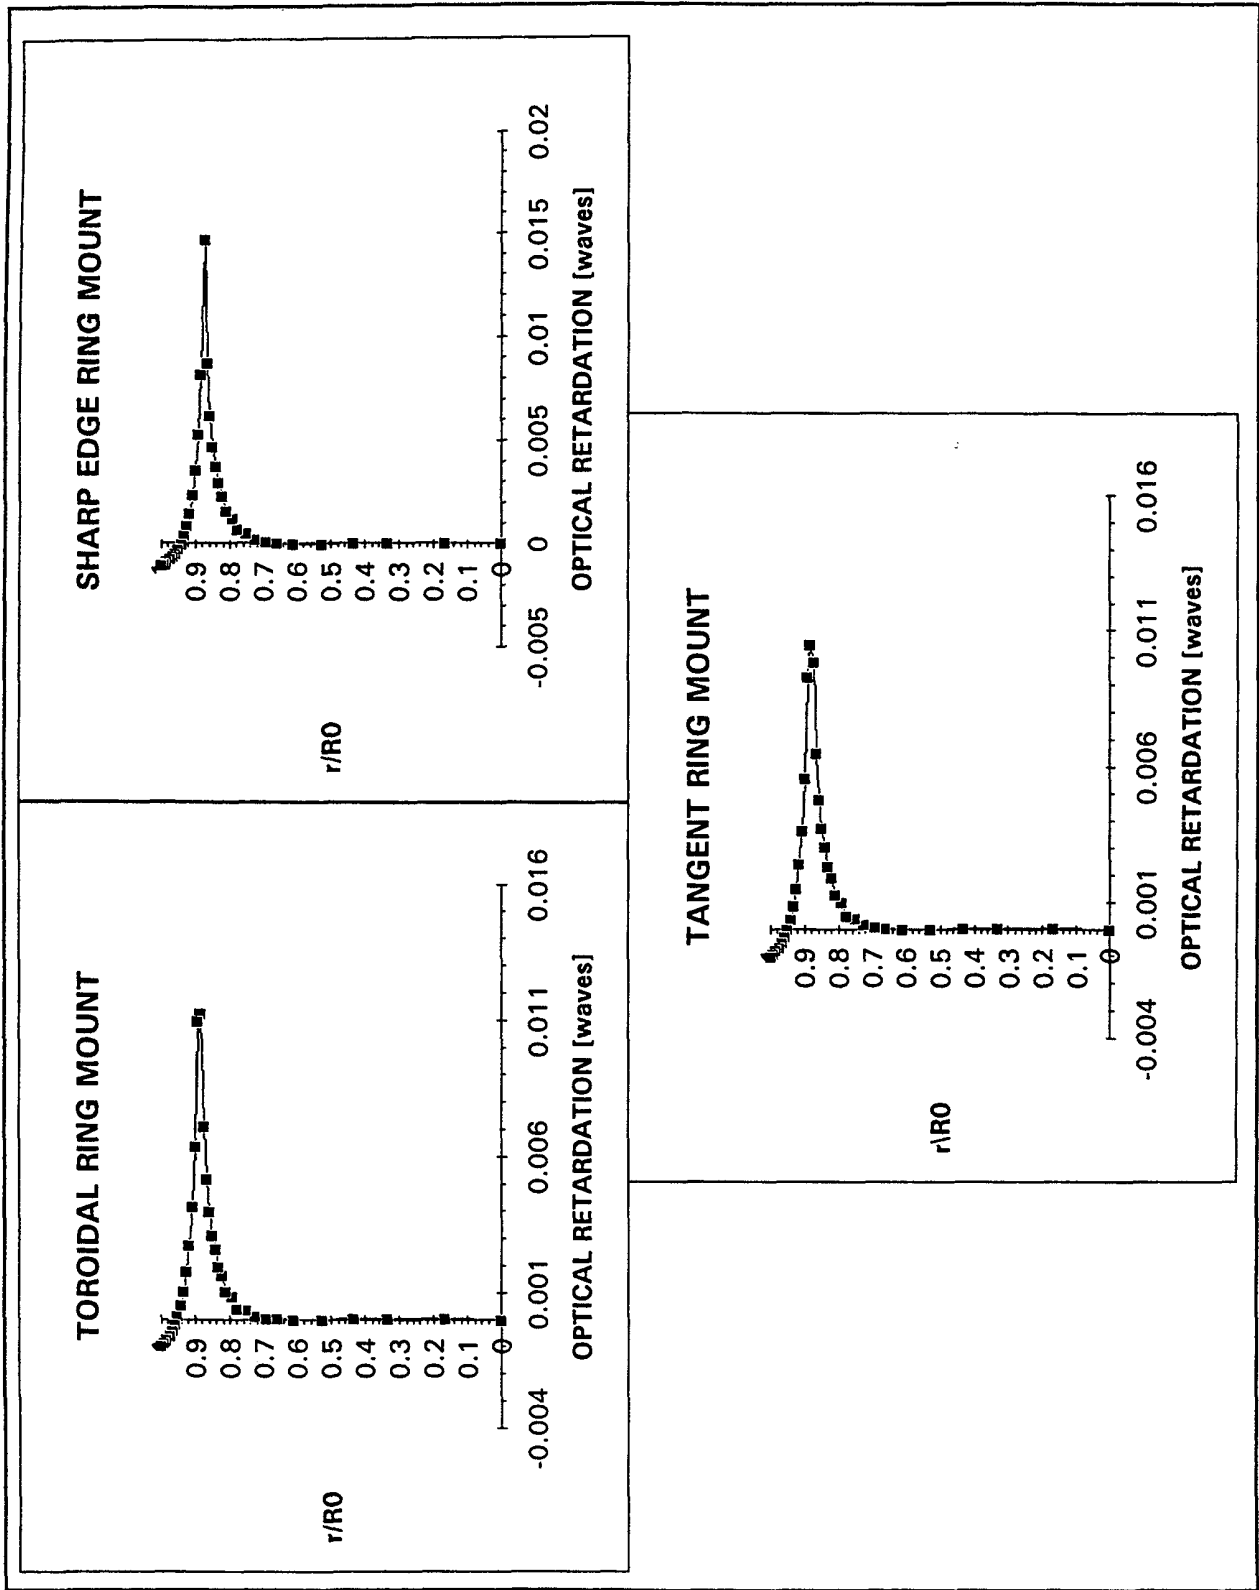 TOROIDAL RING MOUNT
r/R0
0.9
0.8
0.7
0.6
0.5
0.4
0.3
0.2
0.1
0
-0.004 0.001 0.006 0.011 0.016
OPTICAL RETARDATION [waves]
SHARP EDGE RING MOUNT
r/R0
0.9
0.8
0.7
0.6
0.5
0.4
0.3
0.2
0.1
0
-0.005 0 0.005 0.01 0.015 0.02
OPTICAL RETARDATION [waves]
TANGENT RING MOUNT
r\R0
0.9
0.8
0.7
0.6
0.5
0.4
0.3
0.2
0.1
0
-0.004 0.001 0.006 0.011 0.016
OPTICAL RETARDATION [waves]